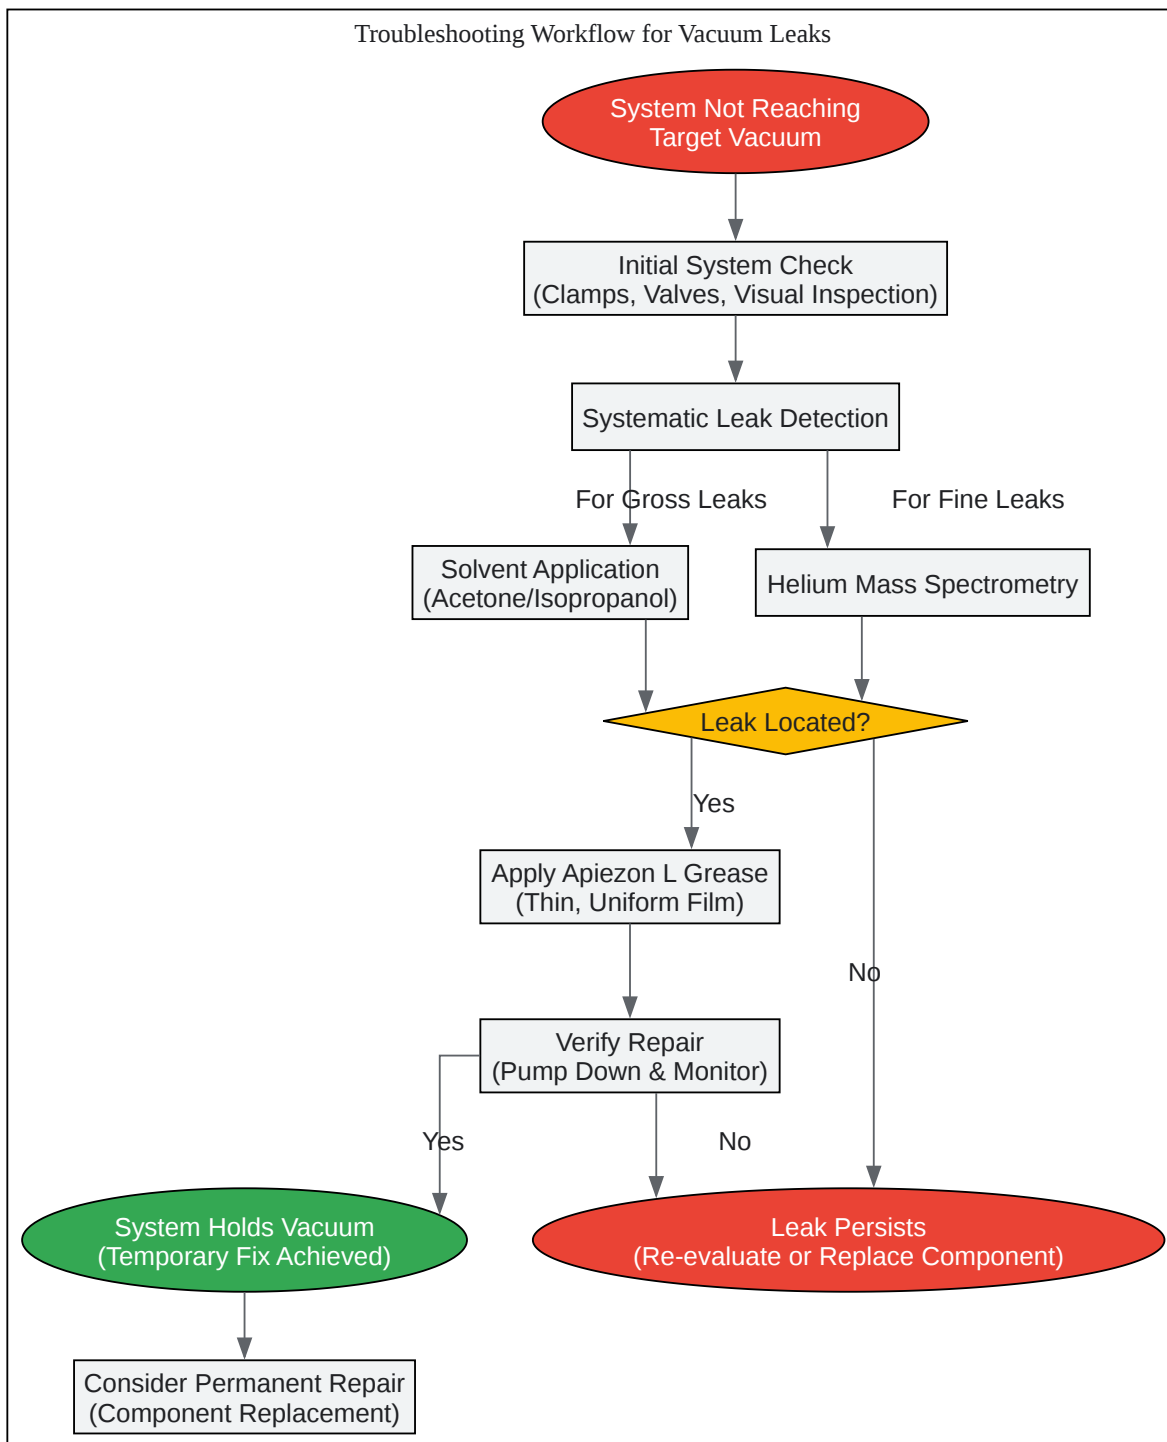 Troubleshooting Workflow for Vacuum Leaks
System Not Reaching
Target Vacuum
Initial System Check
(Clamps, Valves, Visual Inspection)
Systematic Leak Detection
For Gross Leaks
For Fine Leaks
Solvent Application
(Acetone/Isopropanol)
Helium Mass Spectrometry
Leak Located?
Yes
Apply Apiezon L Grease
(Thin, Uniform Film)
No
Verify Repair
(Pump Down & Monitor)
Yes
No
System Holds Vacuum
(Temporary Fix Achieved)
Leak Persists
(Re-evaluate or Replace Component)
Consider Permanent Repair
(Component Replacement)